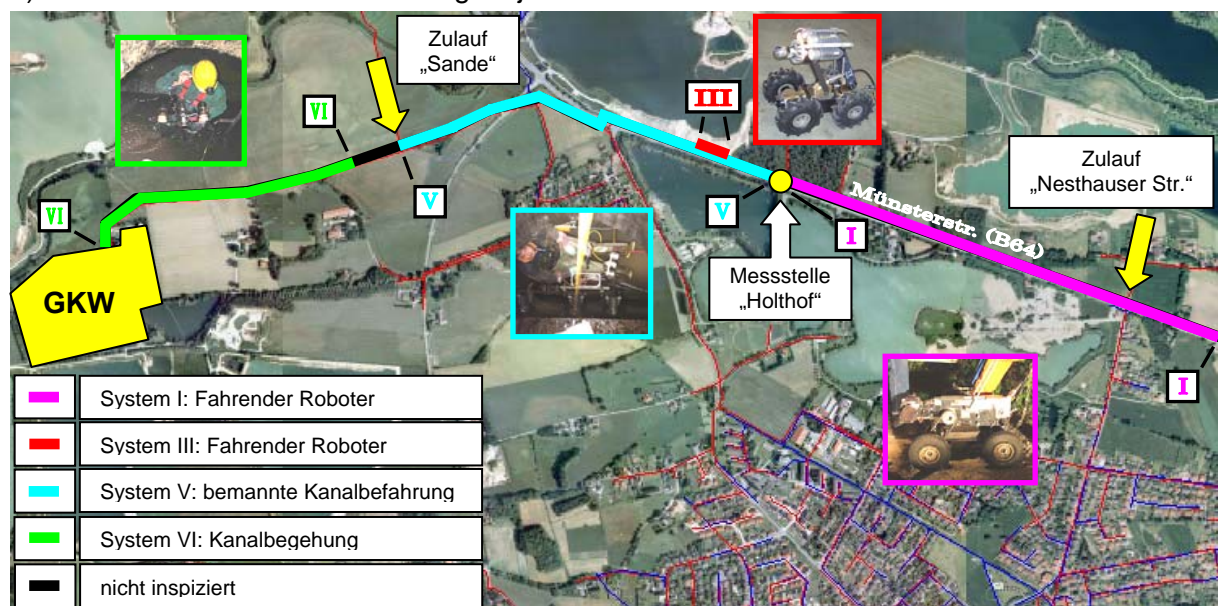 Zulauf
„Sande“
VI
III
Zulauf
„Nesthauser Str.“
V
VI
V
I
Münsterstr. (B64)
Messstelle
„Holthof“
GKW
I
System I: Fahrender Roboter
System III: Fahrender Roboter
System V: bemannte Kanalbefahrung
System VI: Kanalbegehung
nicht inspiziert